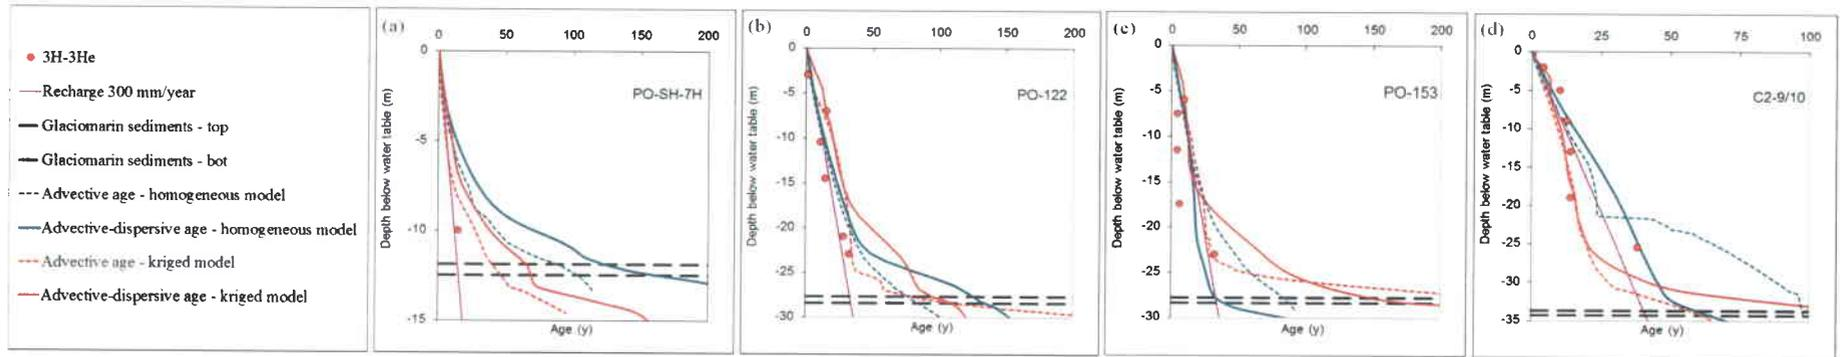 3H-3He
Recharge 300 mm/year
Glaciomarin sediments - top
Glaciomarin sediments - bot
Advective age - homogeneous model
Advective-dispersive age - homogeneous model
Advective age - kriged model
Advective-dispersive age - kriged model
(a)
0 50 100 150 200
Depth below water table (m)
0
-5
-10
-15
PO-SH-7H
Age (y)
(b)
0 50 100 150 200
Depth below water table (m)
0
-5
-10
-15
-20
-25
-30
PO-122
Age (y)
(c)
0 50 100 150 200
Depth below water table (m)
0
-5
-10
-15
-20
-25
-30
PO-153
Age (y)
(d)
0 25 50 75 100
Depth below water table (m)
0
-5
-10
-15
-20
-25
-30
-35
C2-9/10
Age (y)